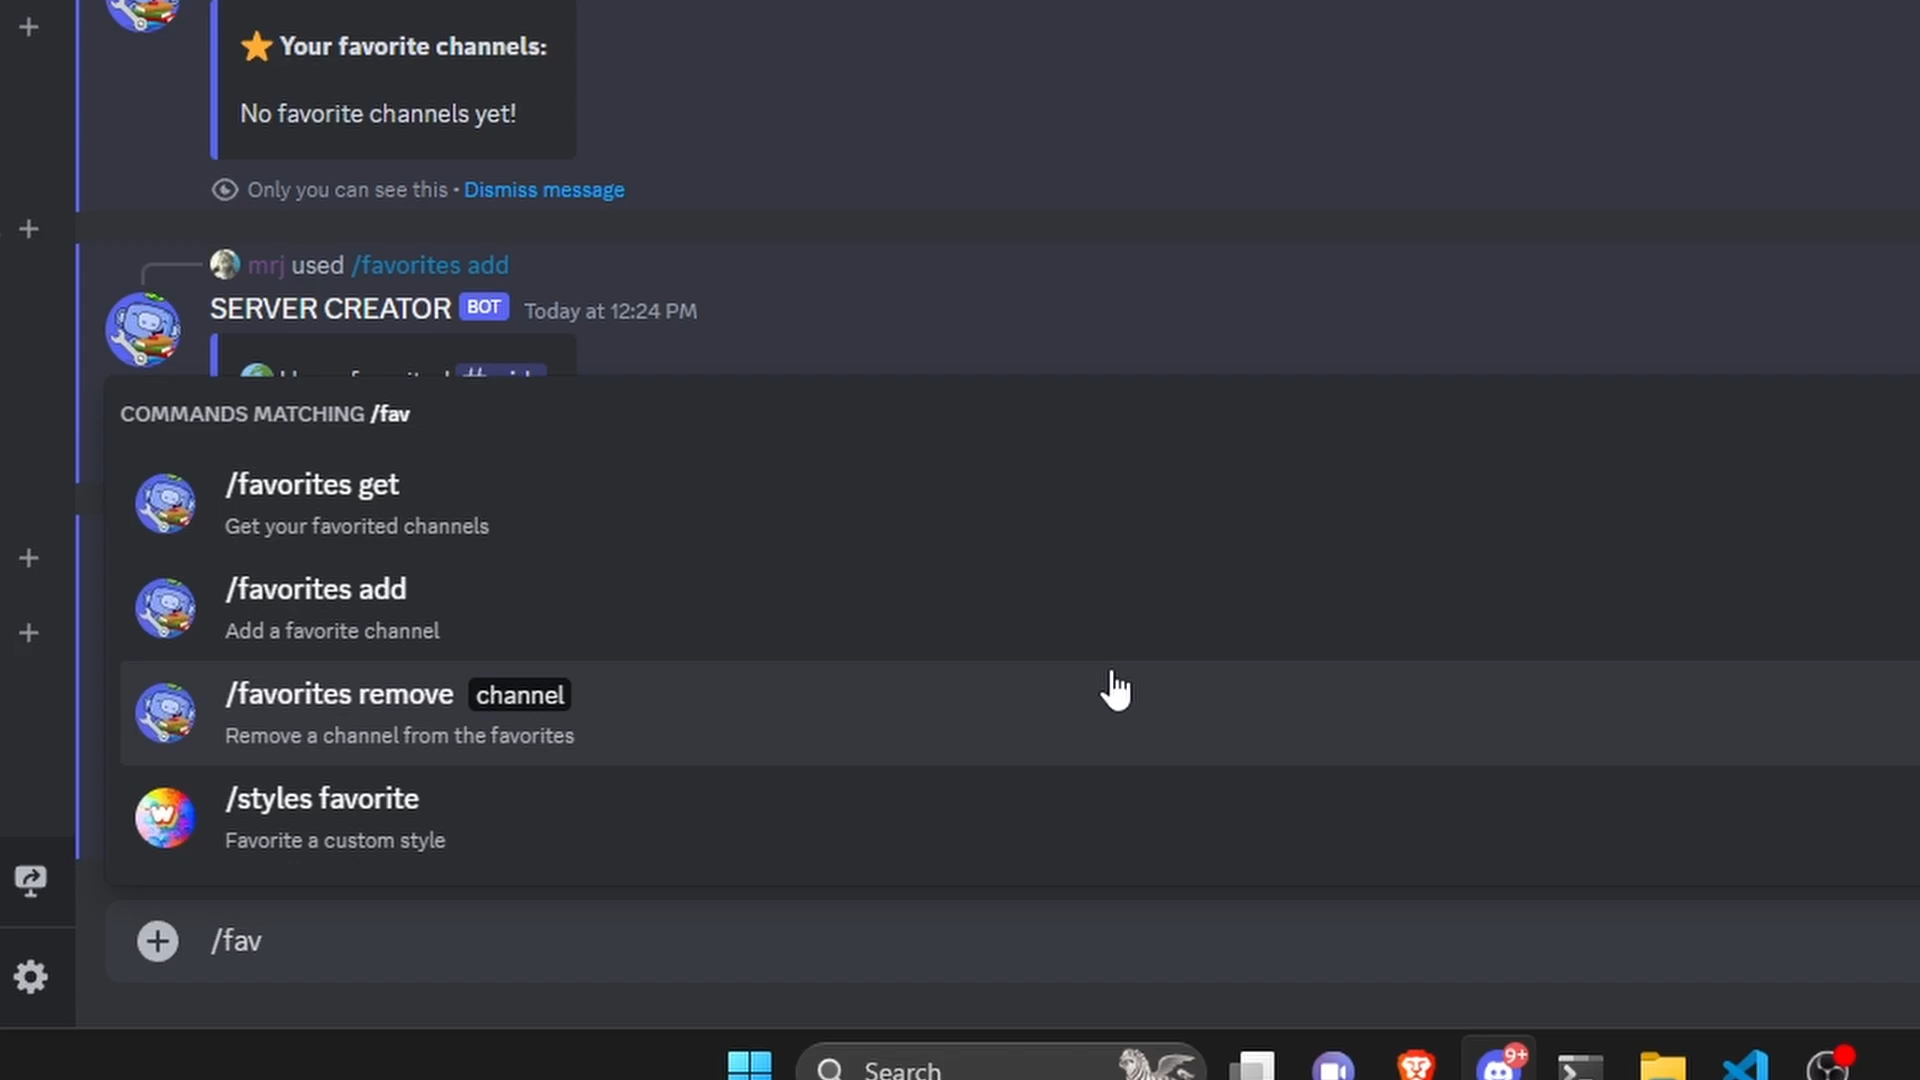 Your favorite channels:
No favorite channels yet!
Only you can see this • Dismiss message
mrj used /favorites add
SERVER CREATOR BOT Today at 12:24 PM
COMMANDS MATCHING /fav
/favorites get
Get your favorited channels
/favorites add
Add a favorite channel
/favorites remove channel
Remove a channel from the favorites
/styles favorite
Favorite a custom style
/fav
Search
9+